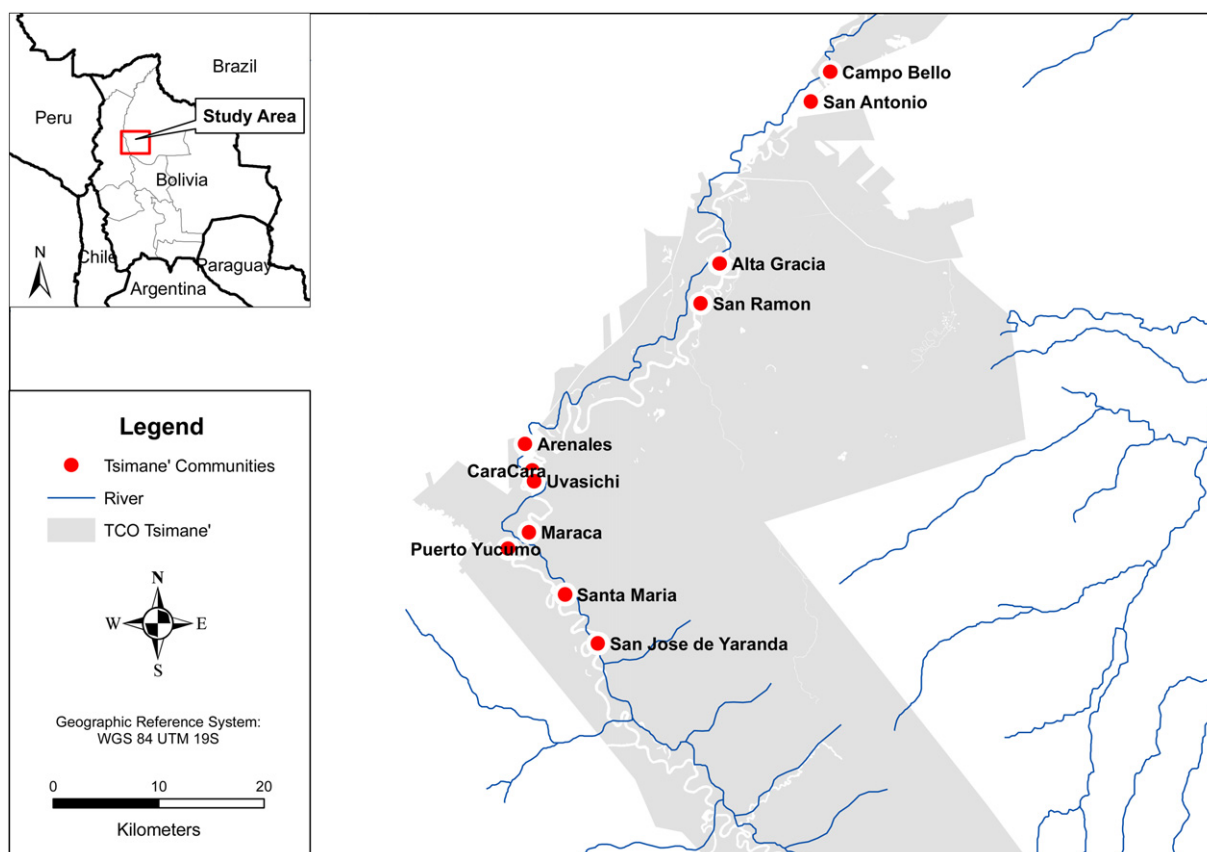 Brazil
Peru
Study Area
Bolivia
N
Chile
Paraguay
Argentina
Legend
Tsimane' Communities
River
TCO Tsimane'
N
W
E
S
Geographic Reference System:
WGS 84 UTM 19S
0 10 20
Kilometers
Campo Bello
San Antonio
Alta Gracia
San Ramon
Arenales
CaraCara
Uvasichi
Maraca
Puerto Yucumo
Santa Maria
San Jose de Yaranda